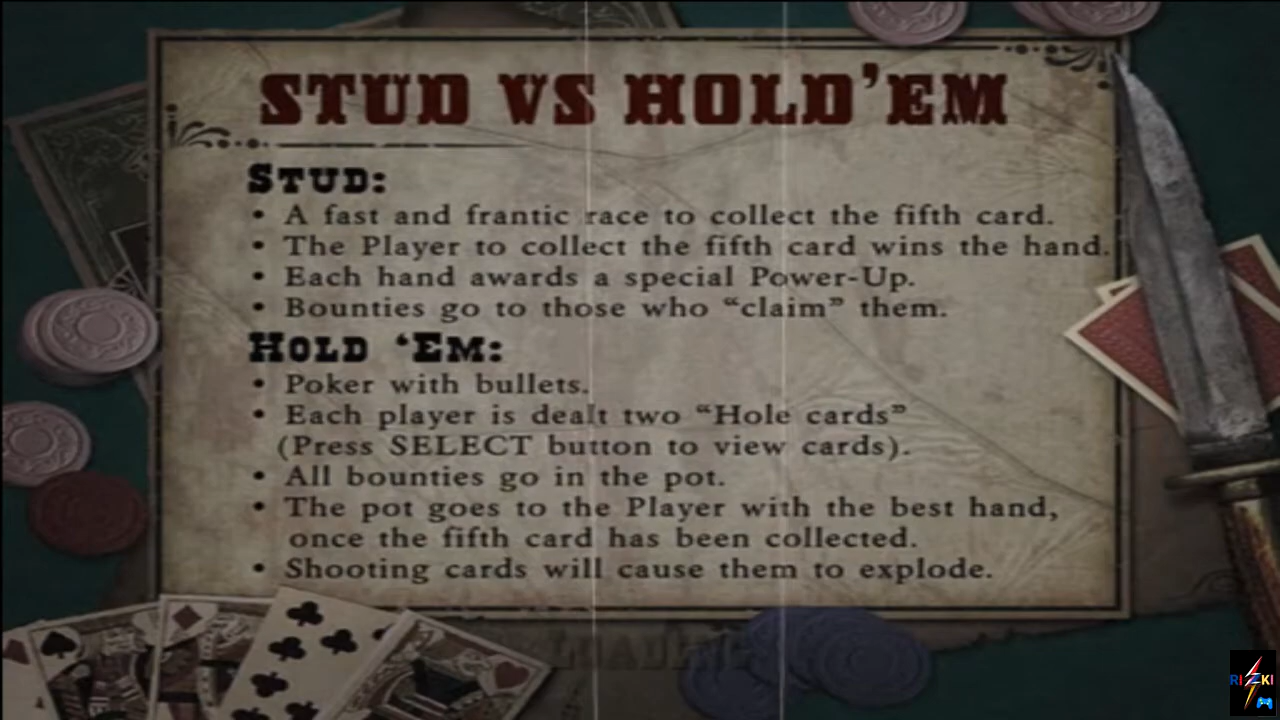 STUD VS HOLD'EM
STUD:
• A fast and frantic race to collect the fifth card.
• The Player to collect the fifth card wins the hand.
• Each hand awards a special Power-Up.
• Bounties go to those who “claim” them.
HOLD ‘EM:
• Poker with bullets.
• Each player is dealt two “Hole cards”
(Press SELECT button to view cards).
• All bounties go in the pot.
• The pot goes to the Player with the best hand,
once the fifth card has been collected.
• Shooting cards will cause them to explode.
LOADING
RIZKI